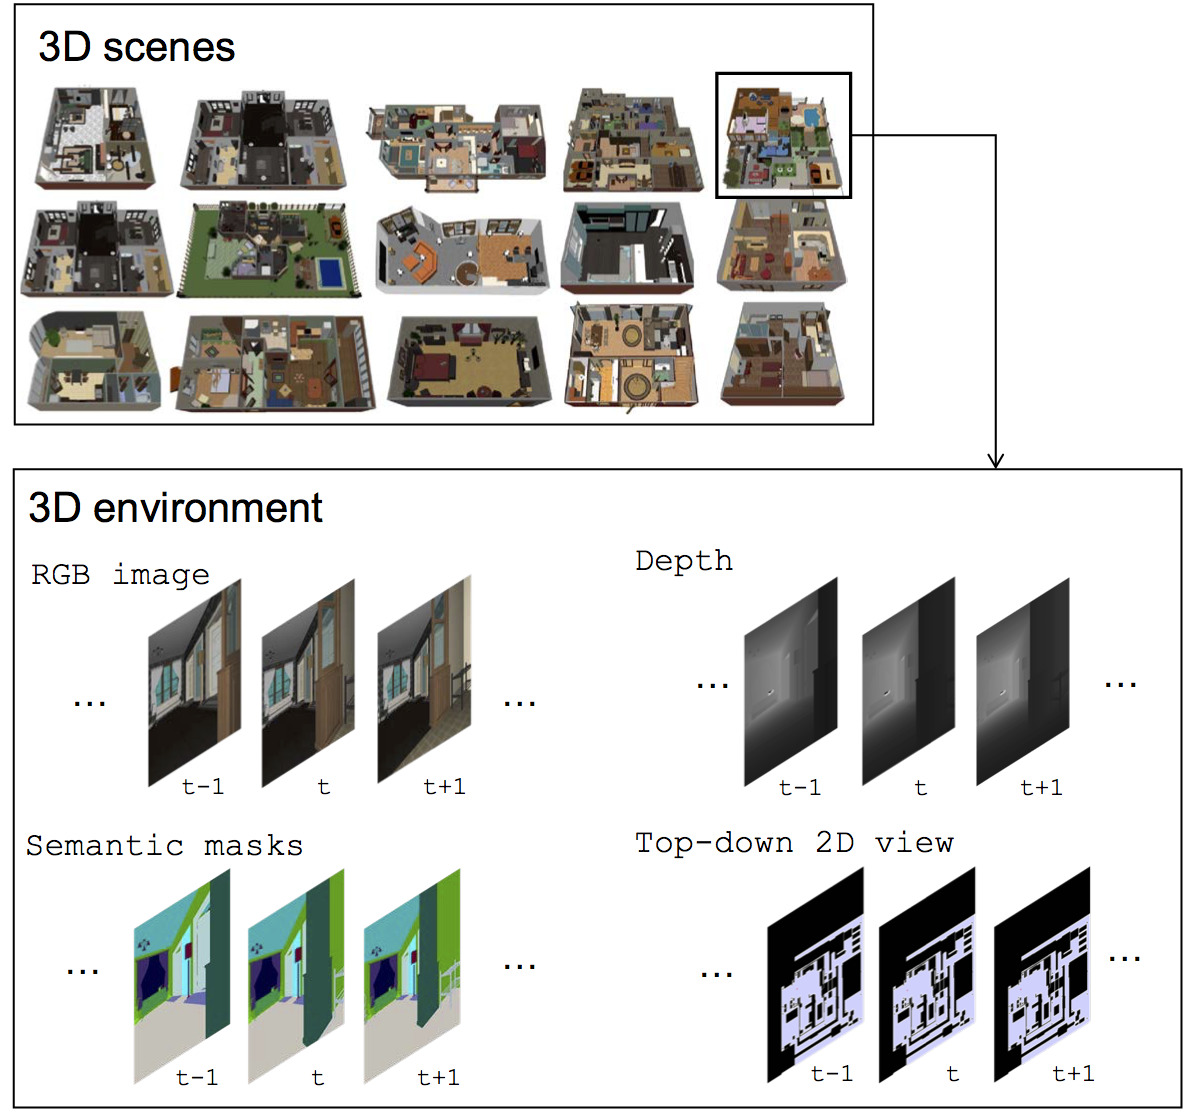 3D scenes
3D environment
RGB image
Depth
...
...
...
...
t-1
t
t+1
t-1
t
t+1
Semantic masks
Top-down 2D view
...
...
...
...
t-1
t
t+1
t-1
t
t+1